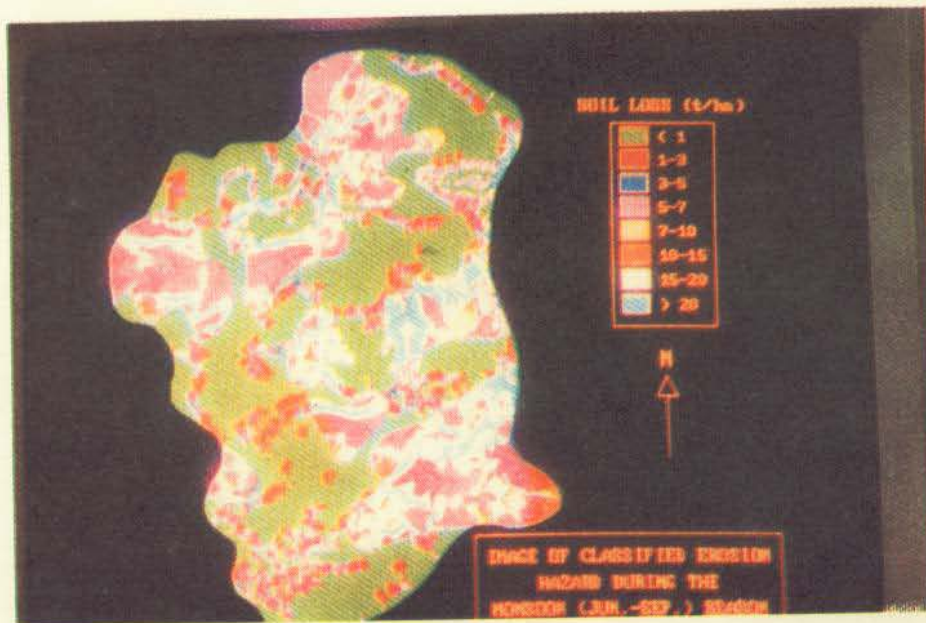 SOIL LOSS (t/ha)
< 1
1-3
3-5
5-7
7-10
10-15
15-20
> 20
N
IMAGE OF CLASSIFIED EROSION
HAZARD DURING THE
MONSOON (JUN.-SEP.) SEASON